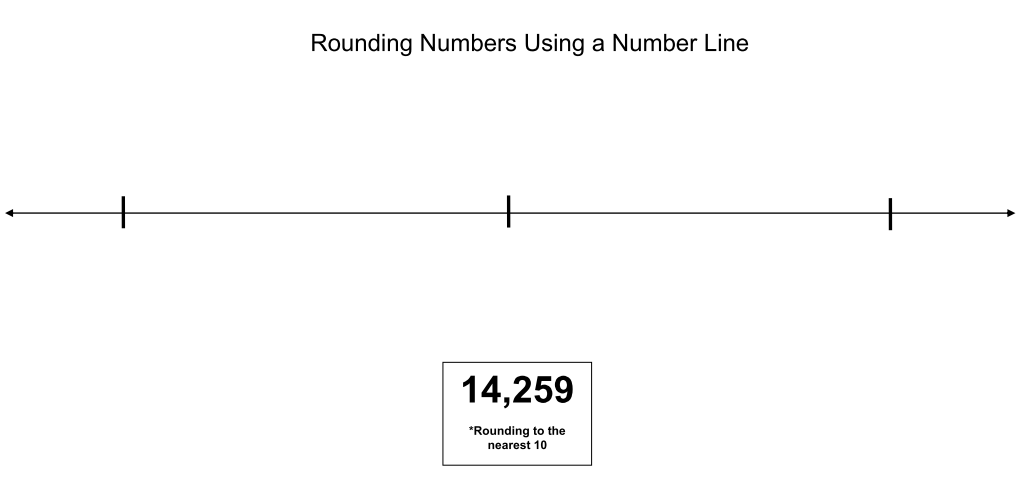 Rounding Numbers Using a Number Line
14,259
*Rounding to the
nearest 10